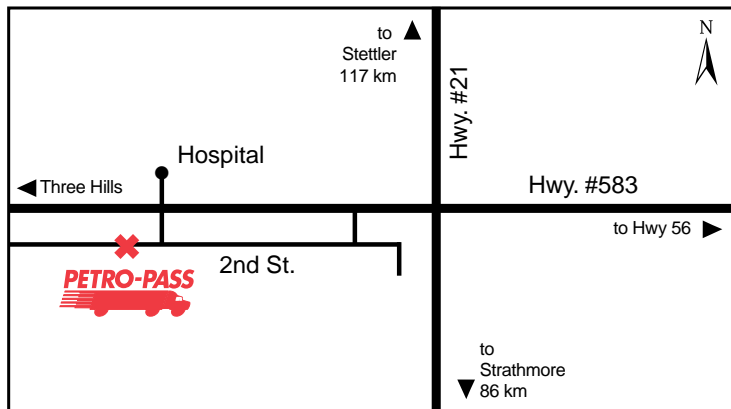 to
Stettler
117 km
N
Hwy. #21
Hospital
Three Hills
Hwy. #583
to Hwy 56
2nd St.
PETRO-PASS
to
Strathmore
86 km